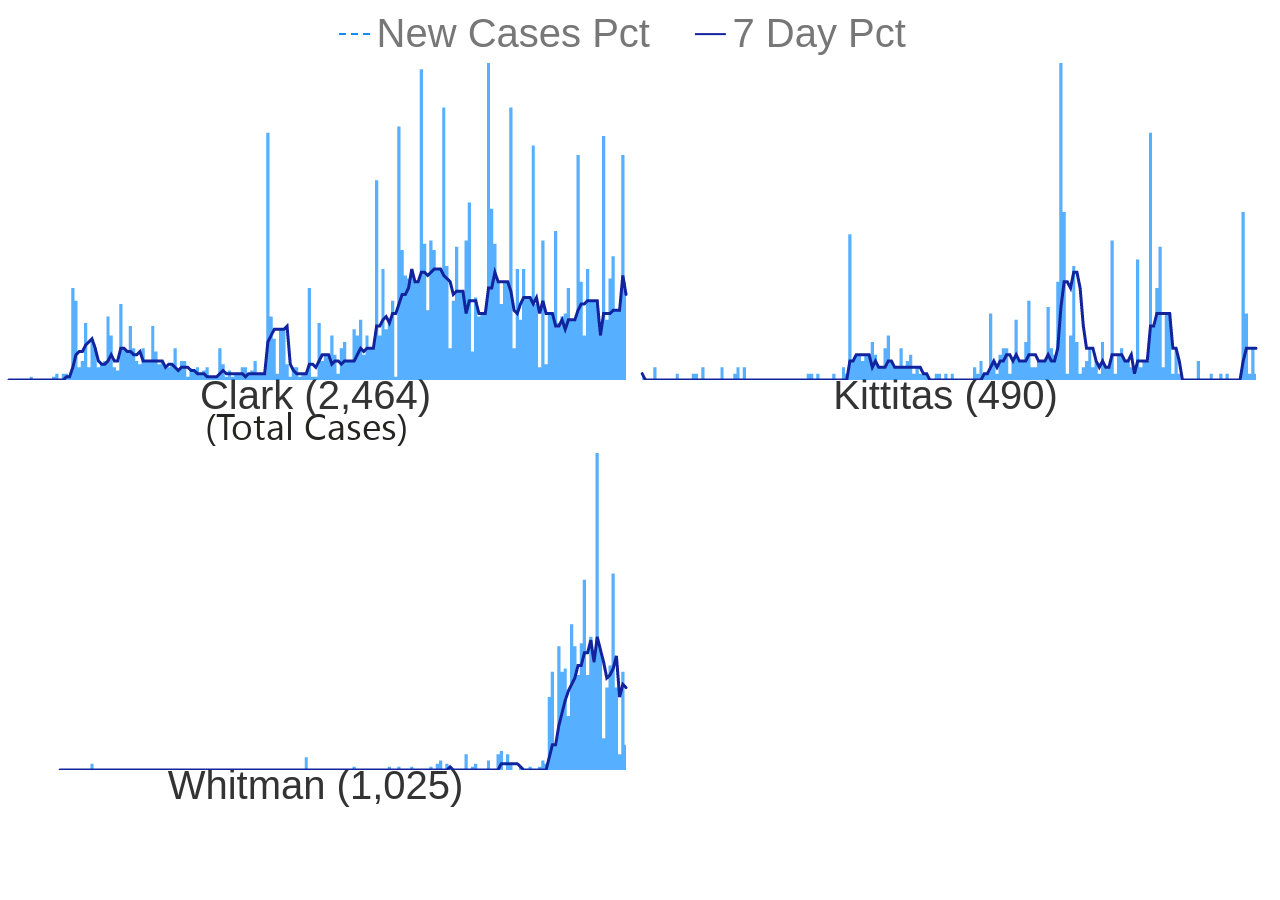 New Cases Pct 7 Day Pct
Clark (2,464)
(Total Cases)
Kittitas (490)
Whitman (1,025)